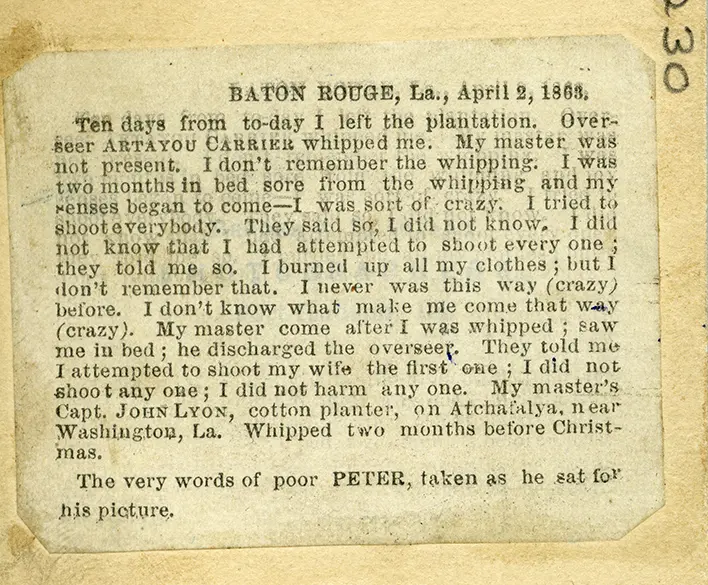 230
BATON ROUGE, La., April 2, 1863.
Ten days from to-day I left the plantation. Over-
seer ARTAYOU CARRIER whipped me. My master was
not present. I don't remember the whipping. I was
two months in bed sore from the whipping and my
senses began to come—I was sort of crazy. I tried to
shoot everybody. They said so, I did not know. I did
not know that I had attempted to shoot every one ;
they told me so. I burned up all my clothes ; but I
don't remember that. I never was this way (crazy)
before. I don't know what make me come that way
(crazy). My master come after I was whipped ; saw
me in bed ; he discharged the overseer. They told me
I attempted to shoot my wife the first one ; I did not
shoot any one ; I did not harm any one. My master's
Capt. JOHN LYON, cotton planter, on Atchafalya, near
Washington, La. Whipped two months before Christ-
mas.
The very words of poor PETER, taken as he sat for
his picture.